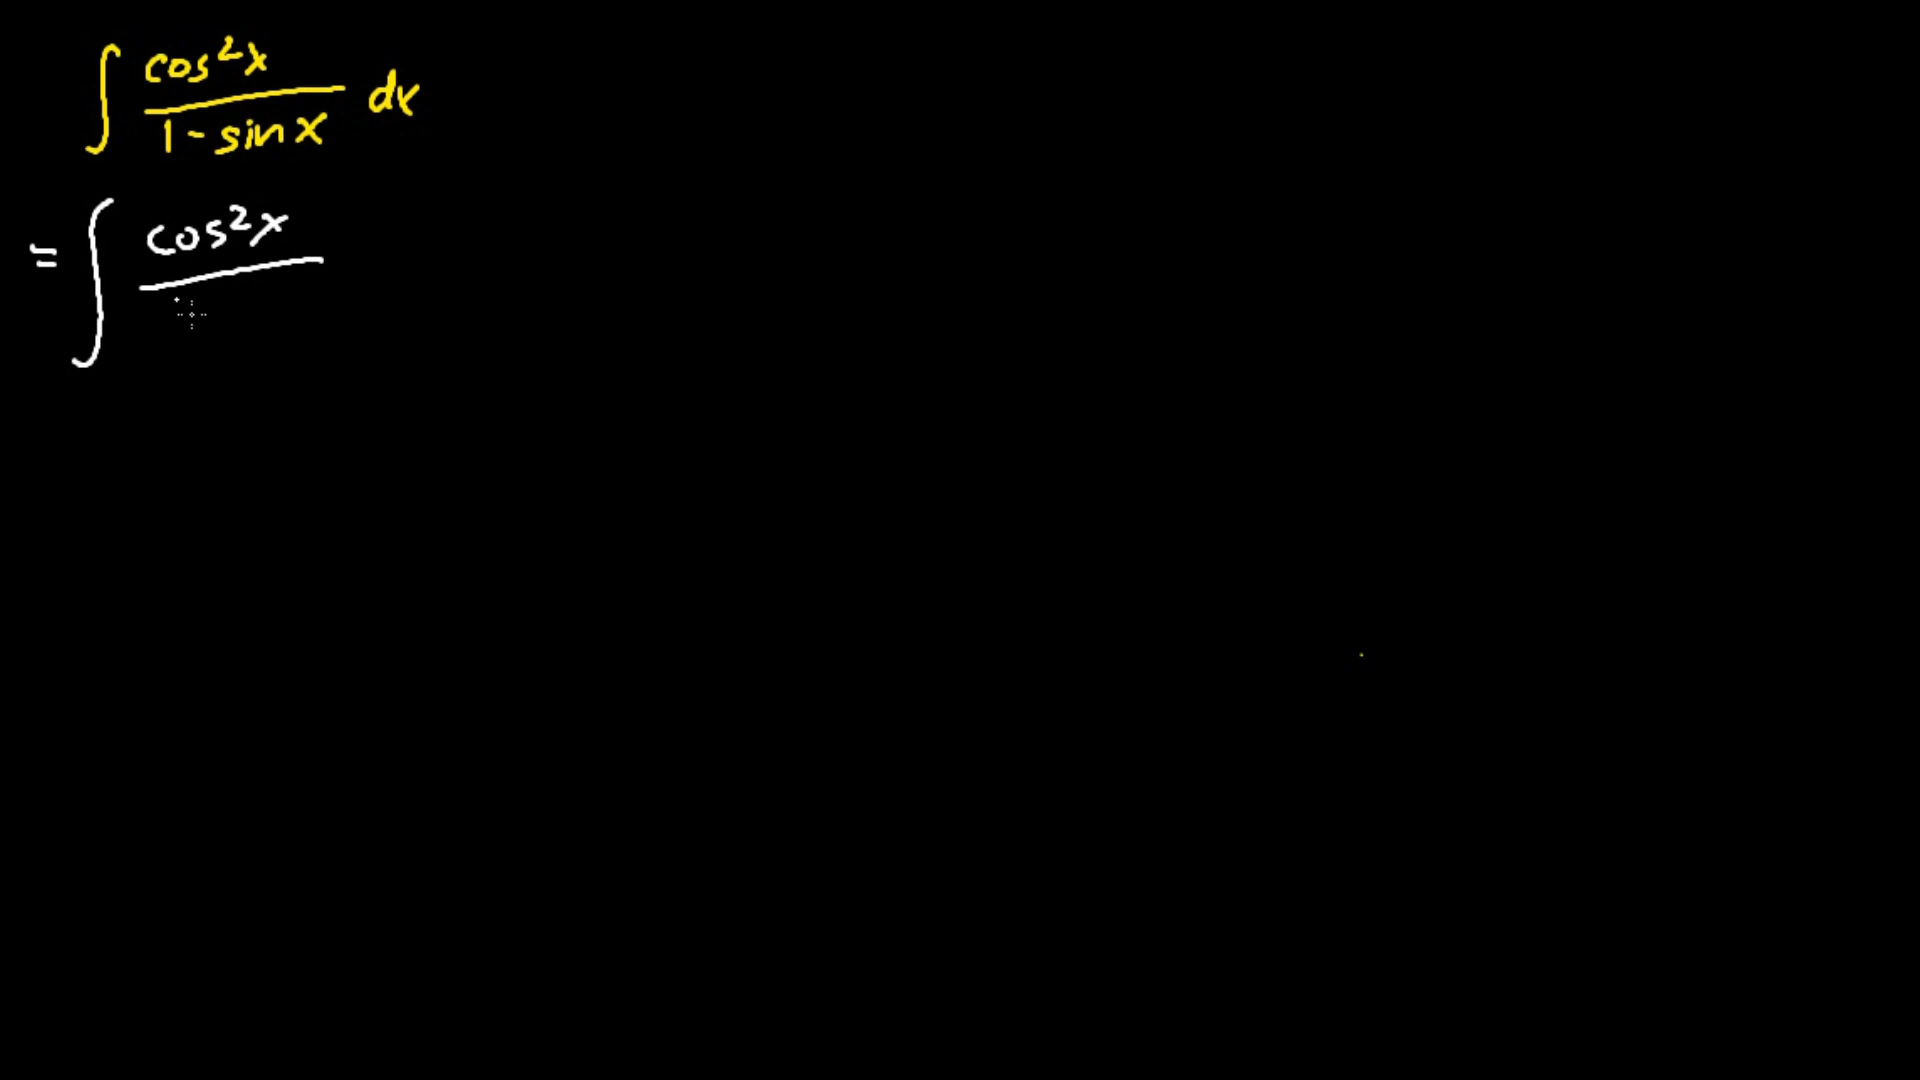 ∫ cos²x / 1 - sin x dx
= ∫ cos²x /